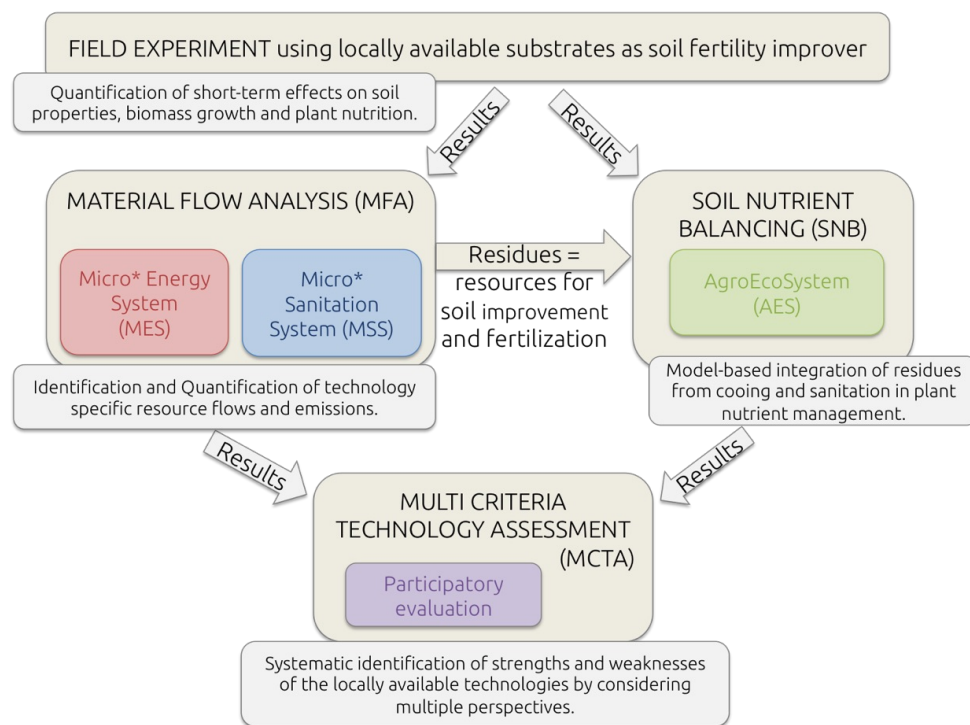 FIELD EXPERIMENT using locally available substrates as soil fertility improver
Quantification of short-term effects on soil
properties, biomass growth and plant nutrition.
Results
Results
MATERIAL FLOW ANALYSIS (MFA)
Micro* Energy
System
(MES)
Micro*
Sanitation
System (MSS)
Residues =
resources for
soil improvement
and fertilization
SOIL NUTRIENT
BALANCING (SNB)
AgroEcoSystem
(AES)
Identification and Quantification of technology
specific resource flows and emissions.
Model-based integration of residues
from cooing and sanitation in plant
nutrient management.
Results
Results
MULTI CRITERIA
TECHNOLOGY ASSESSMENT
(MCTA)
Participatory
evaluation
Systematic identification of strengths and weaknesses
of the locally available technologies by considering
multiple perspectives.